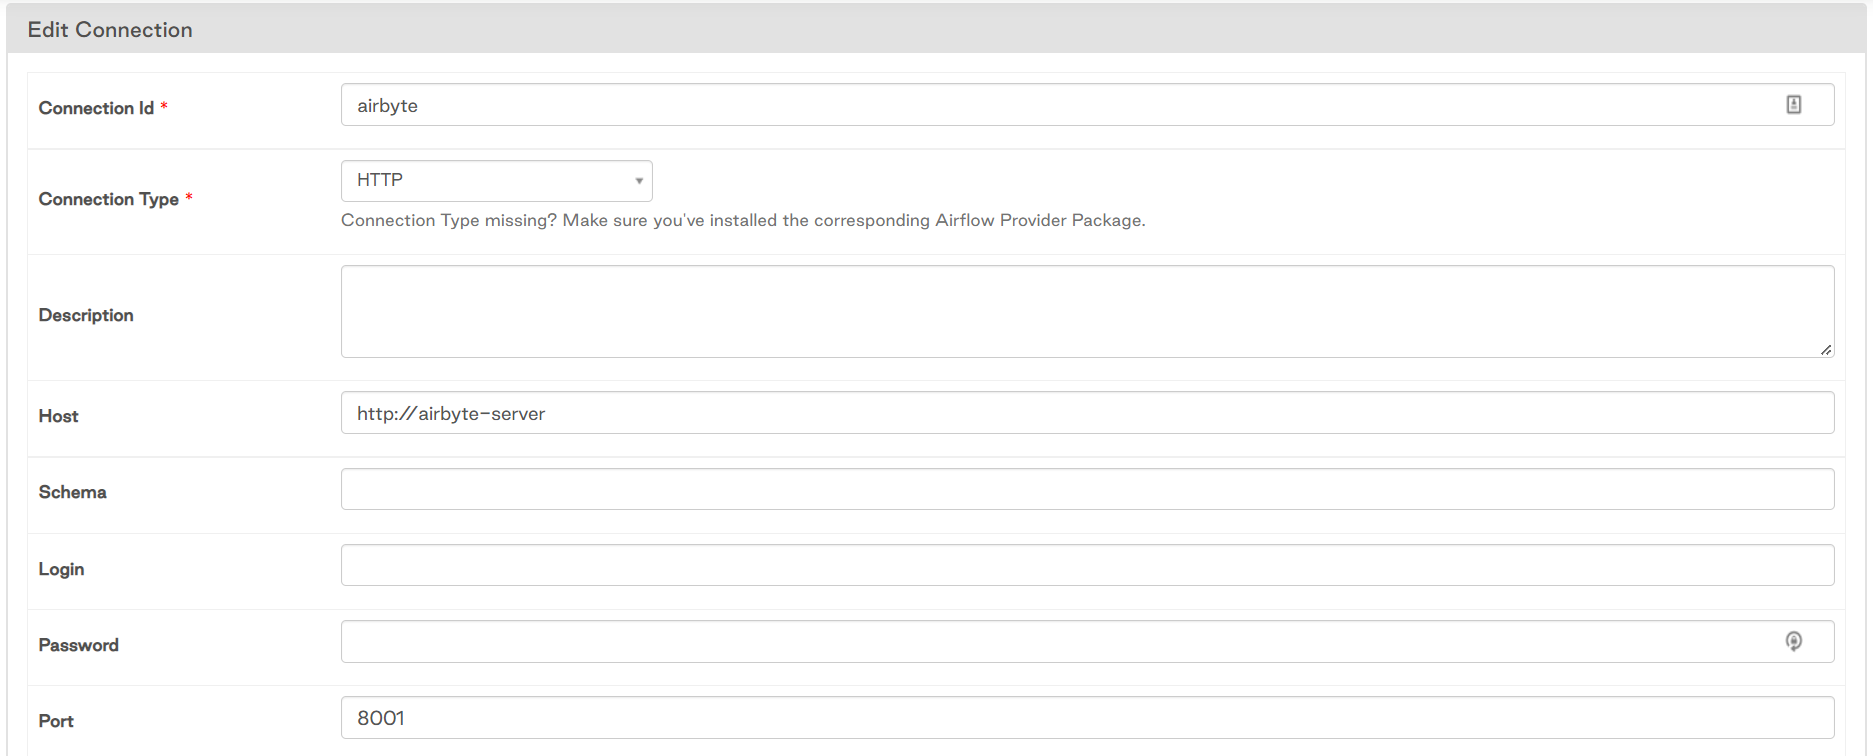 Edit Connection
Connection Id *
airbyte
Connection Type *
HTTP
Connection Type missing? Make sure you've installed the corresponding Airflow Provider Package.
Description
Host
http://airbyte-server
Schema
Login
Password
Port
8001